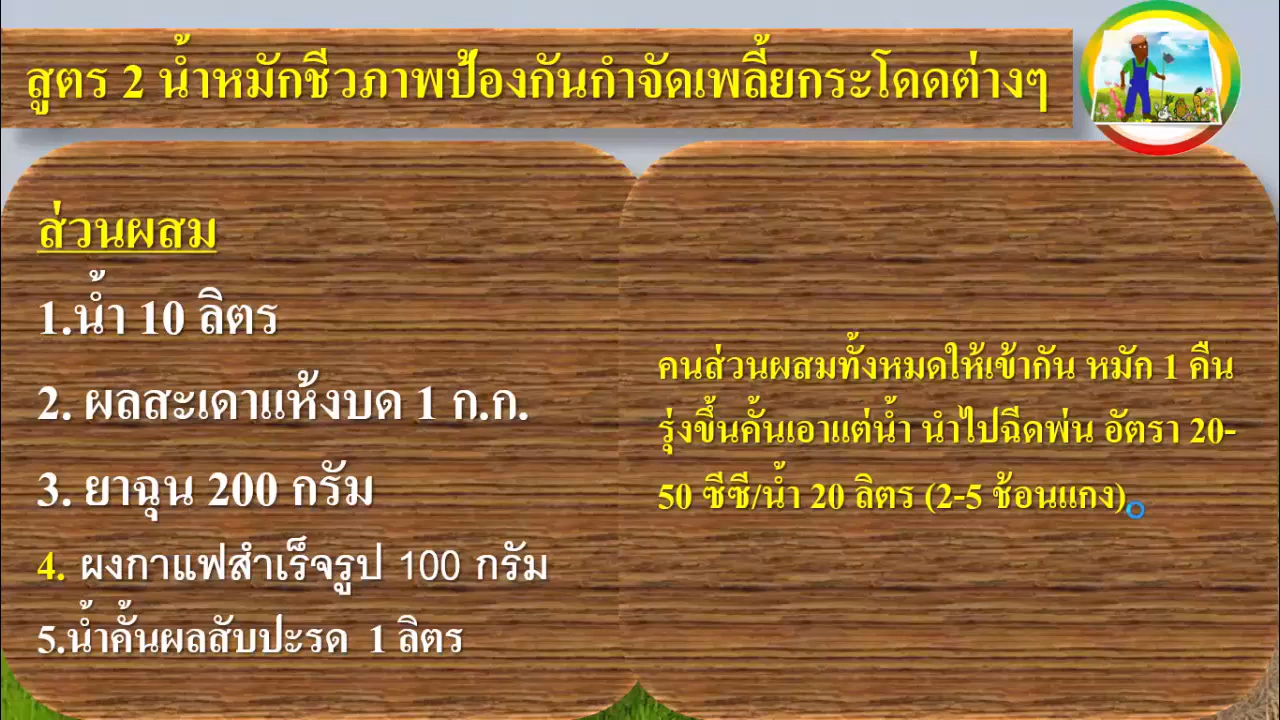 สูตร 2 น้ำหมักชีวภาพป้องกันกำจัดเพลี้ยกระโดดต่างๆ
ส่วนผสม
1.น้ำ 10 ลิตร
2. ผลสะเดาแห้งบด 1 ก.ก.
3. ยาฉุน 200 กรัม
4. ผงกาแฟสำเร็จรูป 100 กรัม
5.น้ำคั้นผลสับปะรด 1 ลิตร
คนส่วนผสมทั้งหมดให้เข้ากัน หมัก 1 คืน
รุ่งขึ้นคั้นเอาแต่น้ำ นำไปฉีดพ่น อัตรา 20-
50 ซีซี/น้ำ 20 ลิตร (2-5 ช้อนแกง)